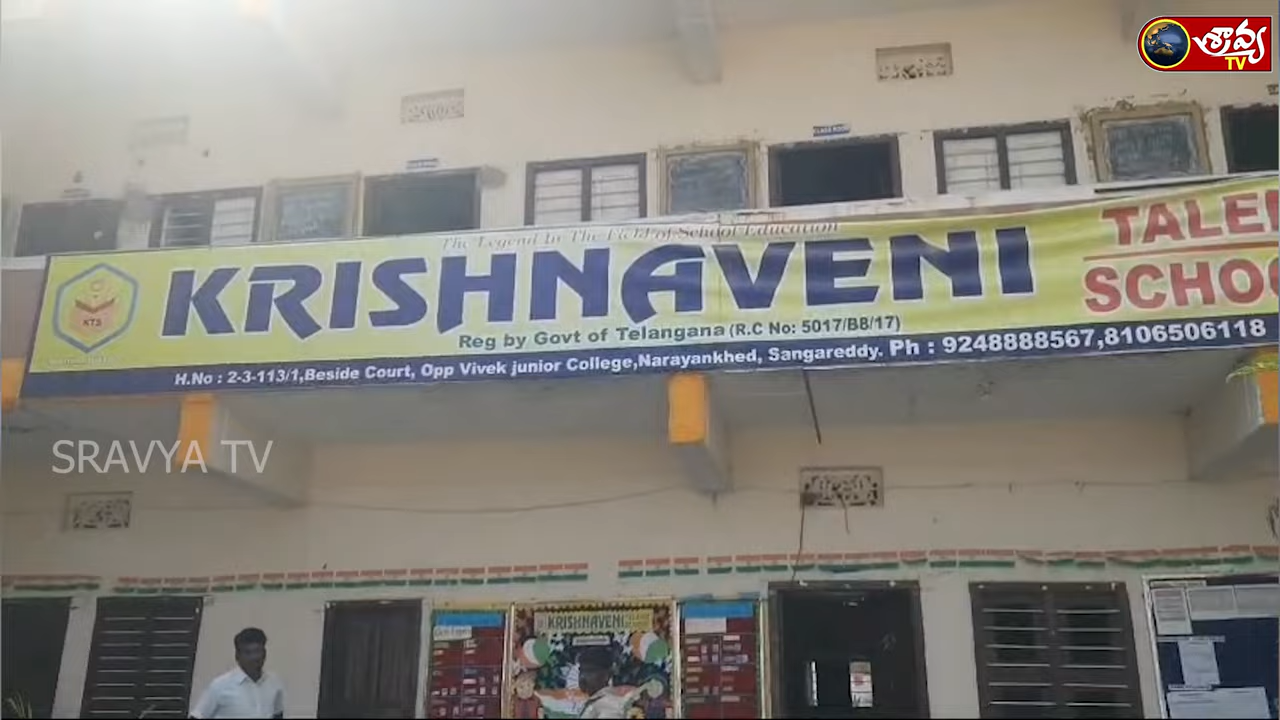 శ్రావ్య
TV
CLASS ROOM
The Legend In The Field of School Education
KRISHNAVENI
TALE
SCHOO
KTS
Reg by Govt of Telangana (R.C No: 5017/B8/17)
H.No : 2-3-113/1,Beside Court, Opp Vivek junior College,Narayankhed, Sangareddy. Ph : 9248888567,8106506118
SRAVYA TV
KRISHNAVENI